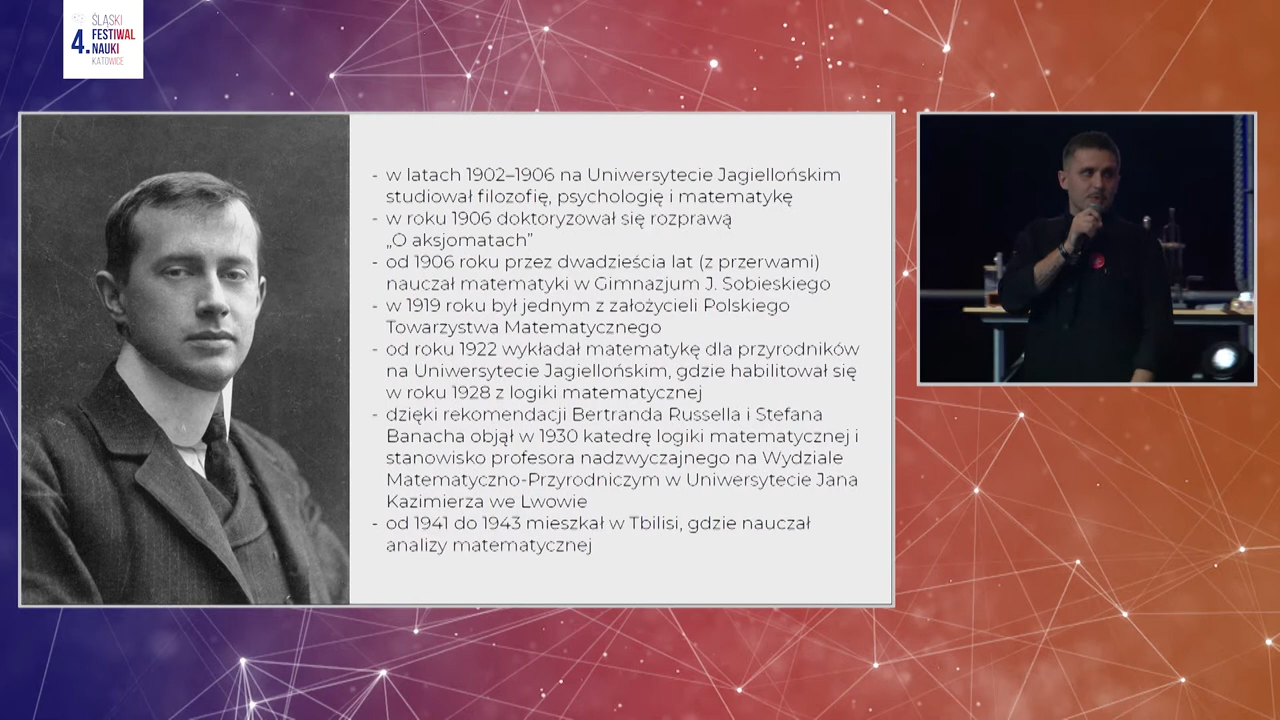 ŚLĄSKI
4. FESTIWAL
NAUKI
KATOWICE
- w latach 1902–1906 na Uniwersytecie Jagiellońskim
studiował filozofię, psychologię i matematykę
- w roku 1906 doktoryzował się rozprawą
„O aksjomatach”
- od 1906 roku przez dwadzieścia lat (z przerwami)
nauczał matematyki w Gimnazjum J. Sobieskiego
- w 1919 roku był jednym z założycieli Polskiego
Towarzystwa Matematycznego
- od roku 1922 wykładał matematykę dla przyrodników
na Uniwersytecie Jagiellońskim, gdzie habilitował się
w roku 1928 z logiki matematycznej
- dzięki rekomendacji Bertranda Russella i Stefana
Banacha objął w 1930 katedrę logiki matematycznej i
stanowisko profesora nadzwyczajnego na Wydziale
Matematyczno-Przyrodniczym w Uniwersytecie Jana
Kazimierza we Lwowie
- od 1941 do 1943 mieszkał w Tbilisi, gdzie nauczał
analizy matematycznej